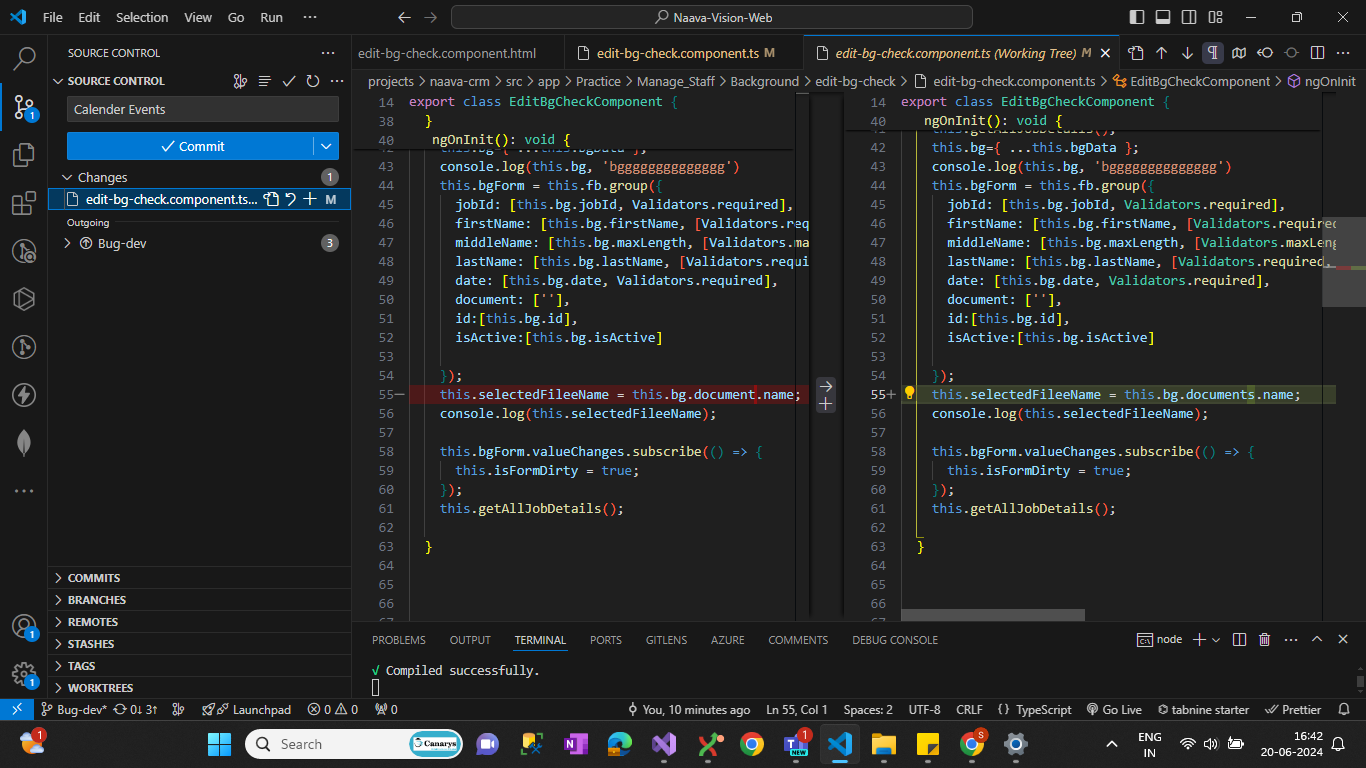 File Edit Selection View Go Run ··· Naava-Vision-Web
SOURCE CONTROL ···
edit-bg-check.component.html edit-bg-check.component.ts M edit-bg-check.component.ts (Working Tree) M
SOURCE CONTROL
projects > naava-crm > src > app > Practice > Manage_Staff > Background > edit-bg-check > edit-bg-check.component.ts > EditBgCheckComponent > ngOnInit
Calender Events
Commit
Changes 1
edit-bg-check.component.ts... M
Outgoing
Bug-dev 3
COMMITS
BRANCHES
REMOTES
STASHES
TAGS
WORKTREES
14 export class EditBgCheckComponent {
38 }
40 ngOnInit(): void {
43 console.log(this.bg, 'bggggggggggggggg')
44 this.bgForm = this.fb.group({
45 jobId: [this.bg.jobId, Validators.required],
46 firstName: [this.bg.firstName, [Validators.req
47 middleName: [this.bg.maxLength, [Validators.ma
48 lastName: [this.bg.lastName, [Validators.requi
49 date: [this.bg.date, Validators.required],
50 document: [''],
51 id:[this.bg.id],
52 isActive:[this.bg.isActive]
53
54 });
55 this.selectedFileeName = this.bg.document.name;
56 console.log(this.selectedFileeName);
57
58 this.bgForm.valueChanges.subscribe(() => {
59 this.isFormDirty = true;
60 });
61 this.getAllJobDetails();
62
63 }
64
65
66
14 export class EditBgCheckComponent {
40 ngOnInit(): void {
42 this.bg={ ...this.bgData };
43 console.log(this.bg, 'bggggggggggggggg')
44 this.bgForm = this.fb.group({
45 jobId: [this.bg.jobId, Validators.required],
46 firstName: [this.bg.firstName, [Validators.required
47 middleName: [this.bg.maxLength, [Validators.maxLeng
48 lastName: [this.bg.lastName, [Validators.required,
49 date: [this.bg.date, Validators.required],
50 document: [''],
51 id:[this.bg.id],
52 isActive:[this.bg.isActive]
53
54 });
55 this.selectedFileeName = this.bg.documents.name;
56 console.log(this.selectedFileeName);
57
58 this.bgForm.valueChanges.subscribe(() => {
59 this.isFormDirty = true;
60 });
61 this.getAllJobDetails();
62
63 }
64
65
66
PROBLEMS OUTPUT TERMINAL PORTS GITLENS AZURE COMMENTS DEBUG CONSOLE node
√ Compiled successfully.
Bug-dev* 0↓ 3↑ Launchpad 0 0 0 You, 10 minutes ago Ln 55, Col 1 Spaces: 2 UTF-8 CRLF {} TypeScript Go Live tabnine starter Prettier
Search Canarys ENG IN 16:42 20-06-2024